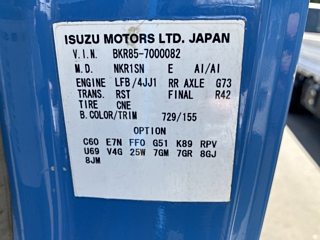 ISUZU MOTORS LTD. JAPAN
V.I.N. BKR85-7000082
M.D. NKR1SN E AI/AI
ENGINE LFB/4JJ1 RR AXLE G73
TRANS. RST FINAL R42
TIRE CNE
B.COLOR/TRIM 729/155
OPTION
C60 E7N FF0 G51 K89 RPV
U69 V4G 25W 7GM 7GR 8GJ
8JM